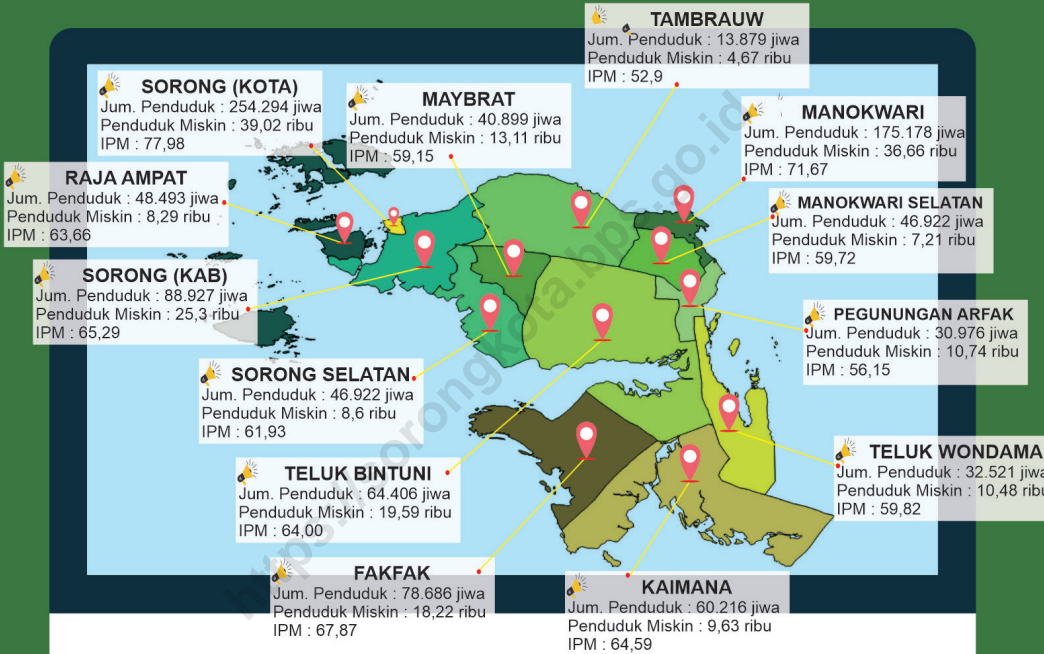 TAMBRAUW
Jum. Penduduk : 13.879 jiwa
Penduduk Miskin : 4,67 ribu
IPM : 52,9
SORONG (KOTA)
Jum. Penduduk : 254.294 jiwa
Penduduk Miskin : 39,02 ribu
IPM : 77,98
MAYBRAT
Jum. Penduduk : 40.899 jiwa
Penduduk Miskin : 13,11 ribu
IPM : 59,15
MANOKWARI
Jum. Penduduk : 175.178 jiwa
Penduduk Miskin : 36,66 ribu
IPM : 71,67
RAJA AMPAT
Jum. Penduduk : 48.493 jiwa
Penduduk Miskin : 8,29 ribu
IPM : 63,66
MANOKWARI SELATAN
Jum. Penduduk : 46.922 jiwa
Penduduk Miskin : 7,21 ribu
IPM : 59,72
SORONG (KAB)
Jum. Penduduk : 88.927 jiwa
Penduduk Miskin : 25,3 ribu
IPM : 65,29
PEGUNUNGAN ARFAK
Jum. Penduduk : 30.976 jiwa
Penduduk Miskin : 10,74 ribu
IPM : 56,15
SORONG SELATAN
Jum. Penduduk : 46.922 jiwa
Penduduk Miskin : 8,6 ribu
IPM : 61,93
TELUK BINTUNI
Jum. Penduduk : 64.406 jiwa
Penduduk Miskin : 19,59 ribu
IPM : 64,00
TELUK WONDAMA
Jum. Penduduk : 32.521 jiwa
Penduduk Miskin : 10,48 ribu
IPM : 59,82
FAKFAK
Jum. Penduduk : 78.686 jiwa
Penduduk Miskin : 18,22 ribu
IPM : 67,87
KAIMANA
Jum. Penduduk : 60.216 jiwa
Penduduk Miskin : 9,63 ribu
IPM : 64,59
https://sorongkota.bps.go.id